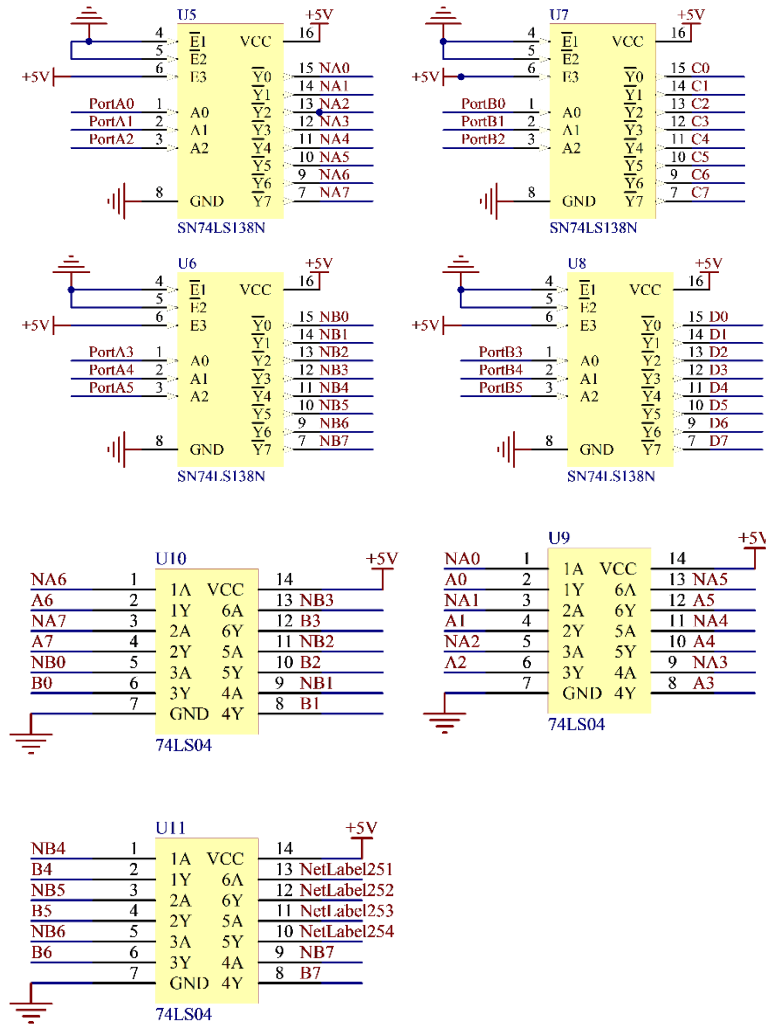 U5
+5V
4 E1 VCC 16
5 E2
+5V 6 E3 Y0 15 NA0
Y1 14 NA1
PortA0 1 A0 Y2 13 NA2
PortA1 2 A1 Y3 12 NA3
PortA2 3 A2 Y4 11 NA4
Y5 10 NA5
Y6 9 NA6
8 GND Y7 7 NA7
SN74LS138N
U7
+5V
4 E1 VCC 16
5 E2
+5V 6 E3 Y0 15 C0
Y1 14 C1
PortB0 1 A0 Y2 13 C2
PortB1 2 A1 Y3 12 C3
PortB2 3 A2 Y4 11 C4
Y5 10 C5
Y6 9 C6
8 GND Y7 7 C7
SN74LS138N
U6
+5V
4 E1 VCC 16
5 E2
+5V 6 E3 Y0 15 NB0
Y1 14 NB1
PortA3 1 A0 Y2 13 NB2
PortA4 2 A1 Y3 12 NB3
PortA5 3 A2 Y4 11 NB4
Y5 10 NB5
Y6 9 NB6
8 GND Y7 7 NB7
SN74LS138N
U8
+5V
4 E1 VCC 16
5 E2
+5V 6 E3 Y0 15 D0
Y1 14 D1
PortB3 1 A0 Y2 13 D2
PortB4 2 A1 Y3 12 D3
PortB5 3 A2 Y4 11 D4
Y5 10 D5
Y6 9 D6
8 GND Y7 7 D7
SN74LS138N
U10
+5V
NA6 1 1A VCC 14
A6 2 1Y 6A 13 NB3
NA7 3 2A 6Y 12 B3
A7 4 2Y 5A 11 NB2
NB0 5 3A 5Y 10 B2
B0 6 3Y 4A 9 NB1
7 GND 4Y 8 B1
74LS04
U9
+5V
NA0 1 1A VCC 14
A0 2 1Y 6A 13 NA5
NA1 3 2A 6Y 12 A5
A1 4 2Y 5A 11 NA4
NA2 5 3A 5Y 10 A4
A2 6 3Y 4A 9 NA3
7 GND 4Y 8 A3
74LS04
U11
+5V
NB4 1 1A VCC 14
B4 2 1Y 6A 13 NetLabel251
NB5 3 2A 6Y 12 NetLabel252
B5 4 2Y 5A 11 NetLabel253
NB6 5 3A 5Y 10 NetLabel254
B6 6 3Y 4A 9 NB7
7 GND 4Y 8 B7
74LS04